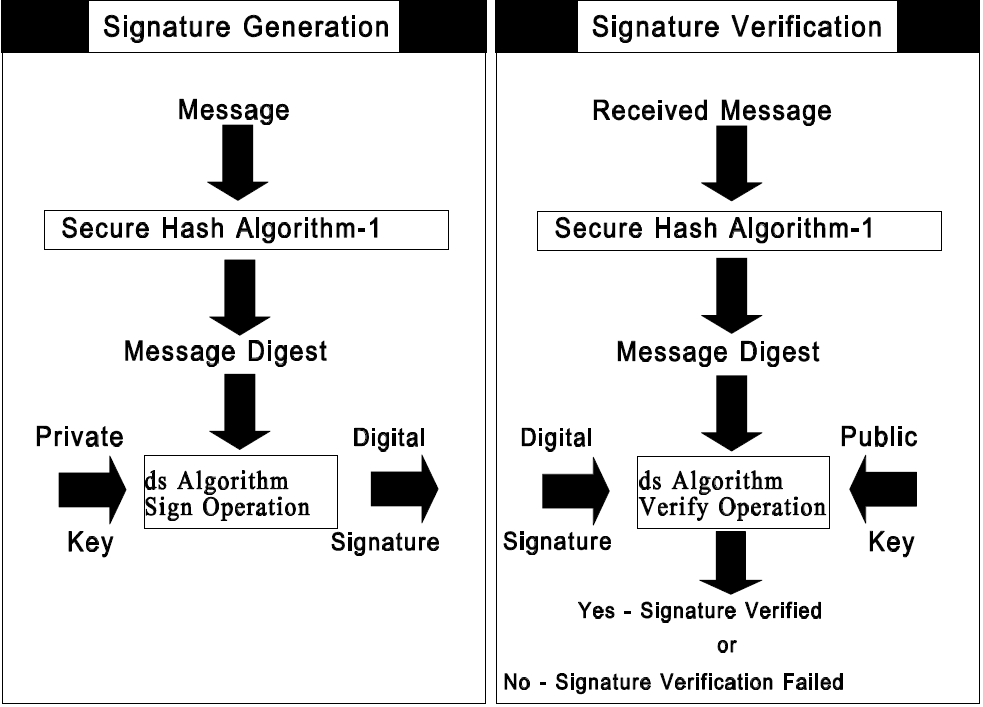 Signature Generation
Message
Secure Hash Algorithm-1
Message Digest
Private
Key
ds Algorithm
Sign Operation
Digital
Signature
Signature Verification
Received Message
Secure Hash Algorithm-1
Message Digest
Digital
Signature
ds Algorithm
Verify Operation
Public
Key
Yes - Signature Verified
or
No - Signature Verification Failed